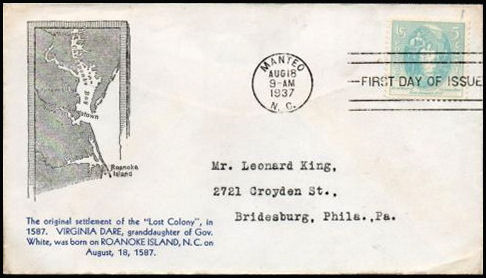 Roanoke
Island
The original settlement of the "Lost Colony", in
1587. VIRGINIA DARE, granddaughter of Gov.
White, was born on ROANOKE ISLAND, N.C. on
August, 18, 1587.
MANTEO
AUG 18
9-AM
1937
N.C.
5
FIRST DAY OF ISSUE
Mr. Leonard King,
2721 Croyden St.,
Bridesburg, Phila.,Pa.